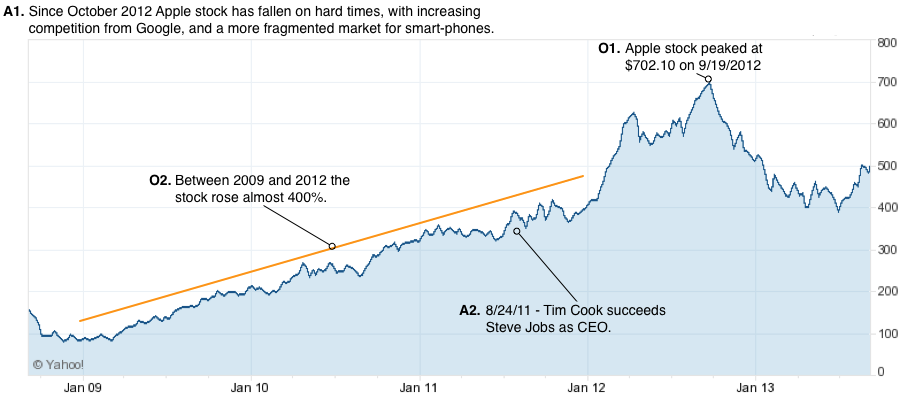 A1. Since October 2012 Apple stock has fallen on hard times, with increasing
competition from Google, and a more fragmented market for smart-phones.
O1. Apple stock peaked at
$702.10 on 9/19/2012
O2. Between 2009 and 2012 the
stock rose almost 400%.
A2. 8/24/11 - Tim Cook succeeds
Steve Jobs as CEO.
800
700
600
500
400
300
200
100
0
© Yahoo!
Jan 09
Jan 10
Jan 11
Jan 12
Jan 13